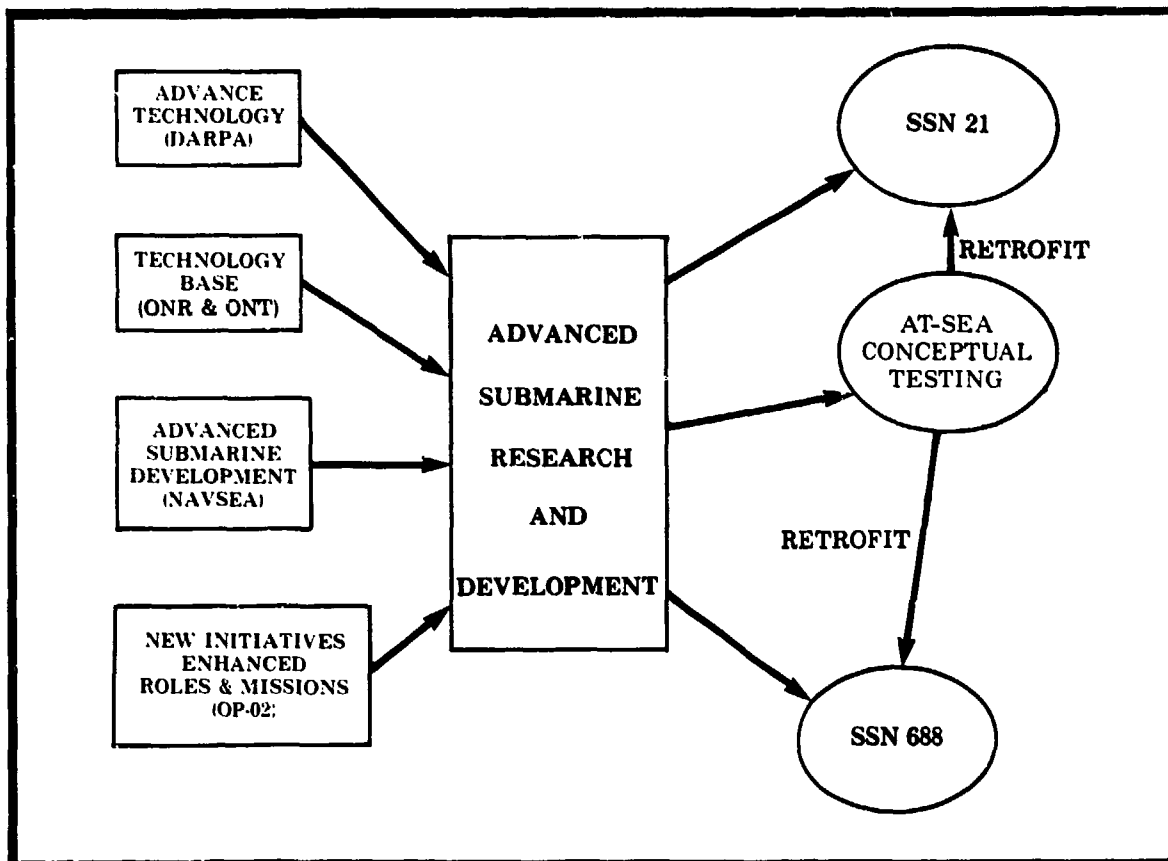 ADVANCE
TECHNOLOGY
(DARPA)
TECHNOLOGY
BASE
(ONR & ONT)
ADVANCED
SUBMARINE
DEVELOPMENT
(NAVSEA)
NEW INITIATIVES
ENHANCED
ROLES & MISSIONS
(OP-02)
ADVANCED
SUBMARINE
RESEARCH
AND
DEVELOPMENT
SSN 21
RETROFIT
AT-SEA
CONCEPTUAL
TESTING
RETROFIT
SSN 688